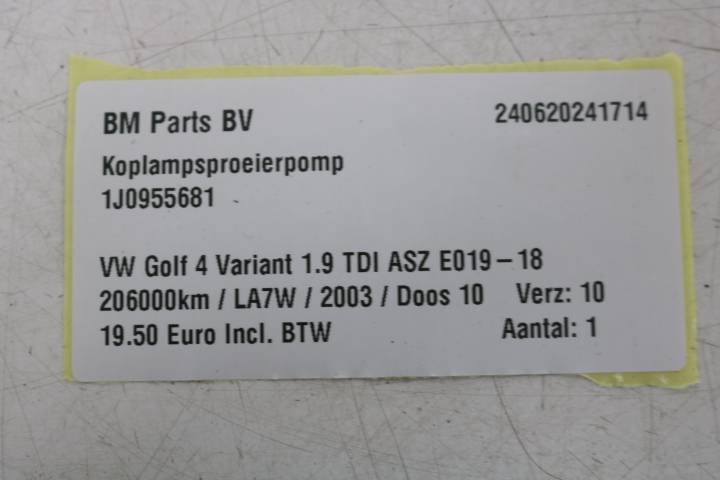 BM Parts BV 240620241714
Koplampsproeierpomp
1J0955681
VW Golf 4 Variant 1.9 TDI ASZ E019-18
206000km / LA7W / 2003 / Doos 10 Verz: 10
19.50 Euro Incl. BTW Aantal: 1